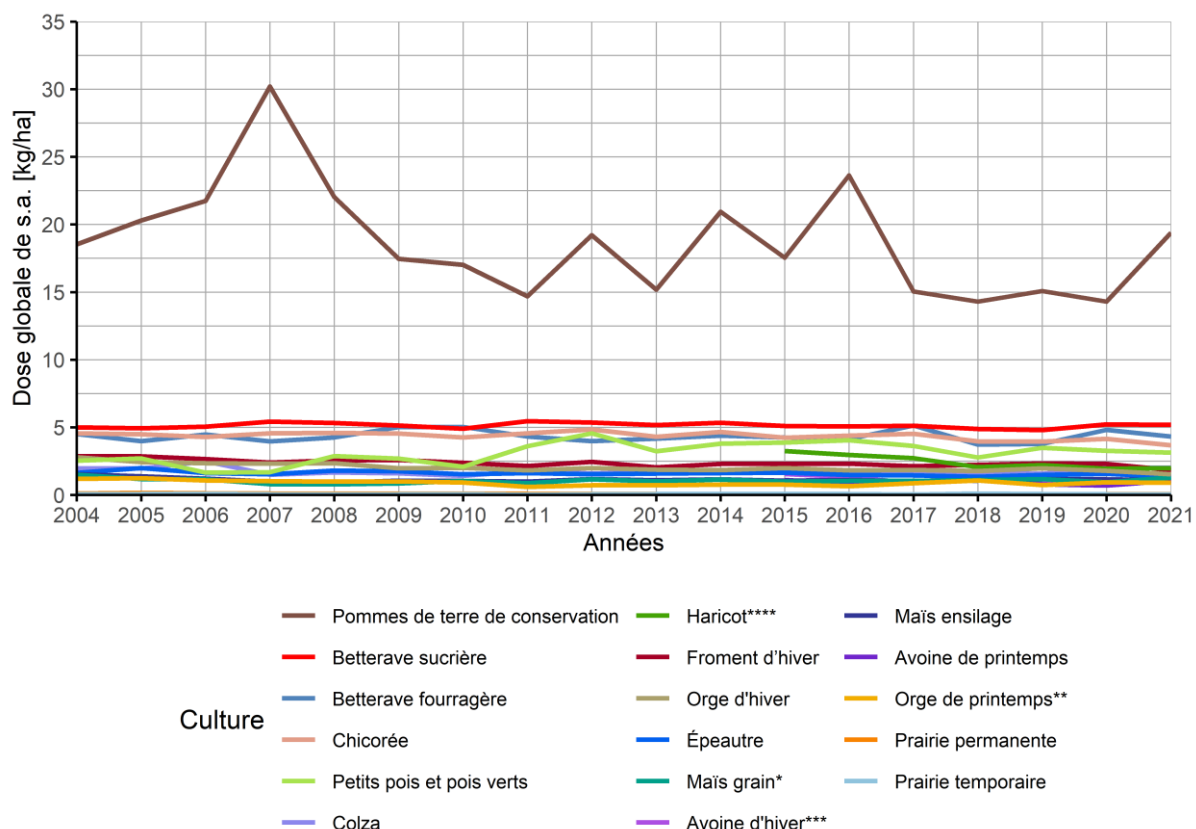 Dose globale de s.a. [kg/ha]
35
30
25
20
15
10
5
0
2004 2005 2006 2007 2008 2009 2010 2011 2012 2013 2014 2015 2016 2017 2018 2019 2020 2021
Années
Culture
Pommes de terre de conservation
Betterave sucrière
Betterave fourragère
Chicorée
Petits pois et pois verts
Colza
Haricot****
Froment d’hiver
Orge d'hiver
Épeautre
Maïs grain*
Avoine d'hiver***
Maïs ensilage
Avoine de printemps
Orge de printemps**
Prairie permanente
Prairie temporaire